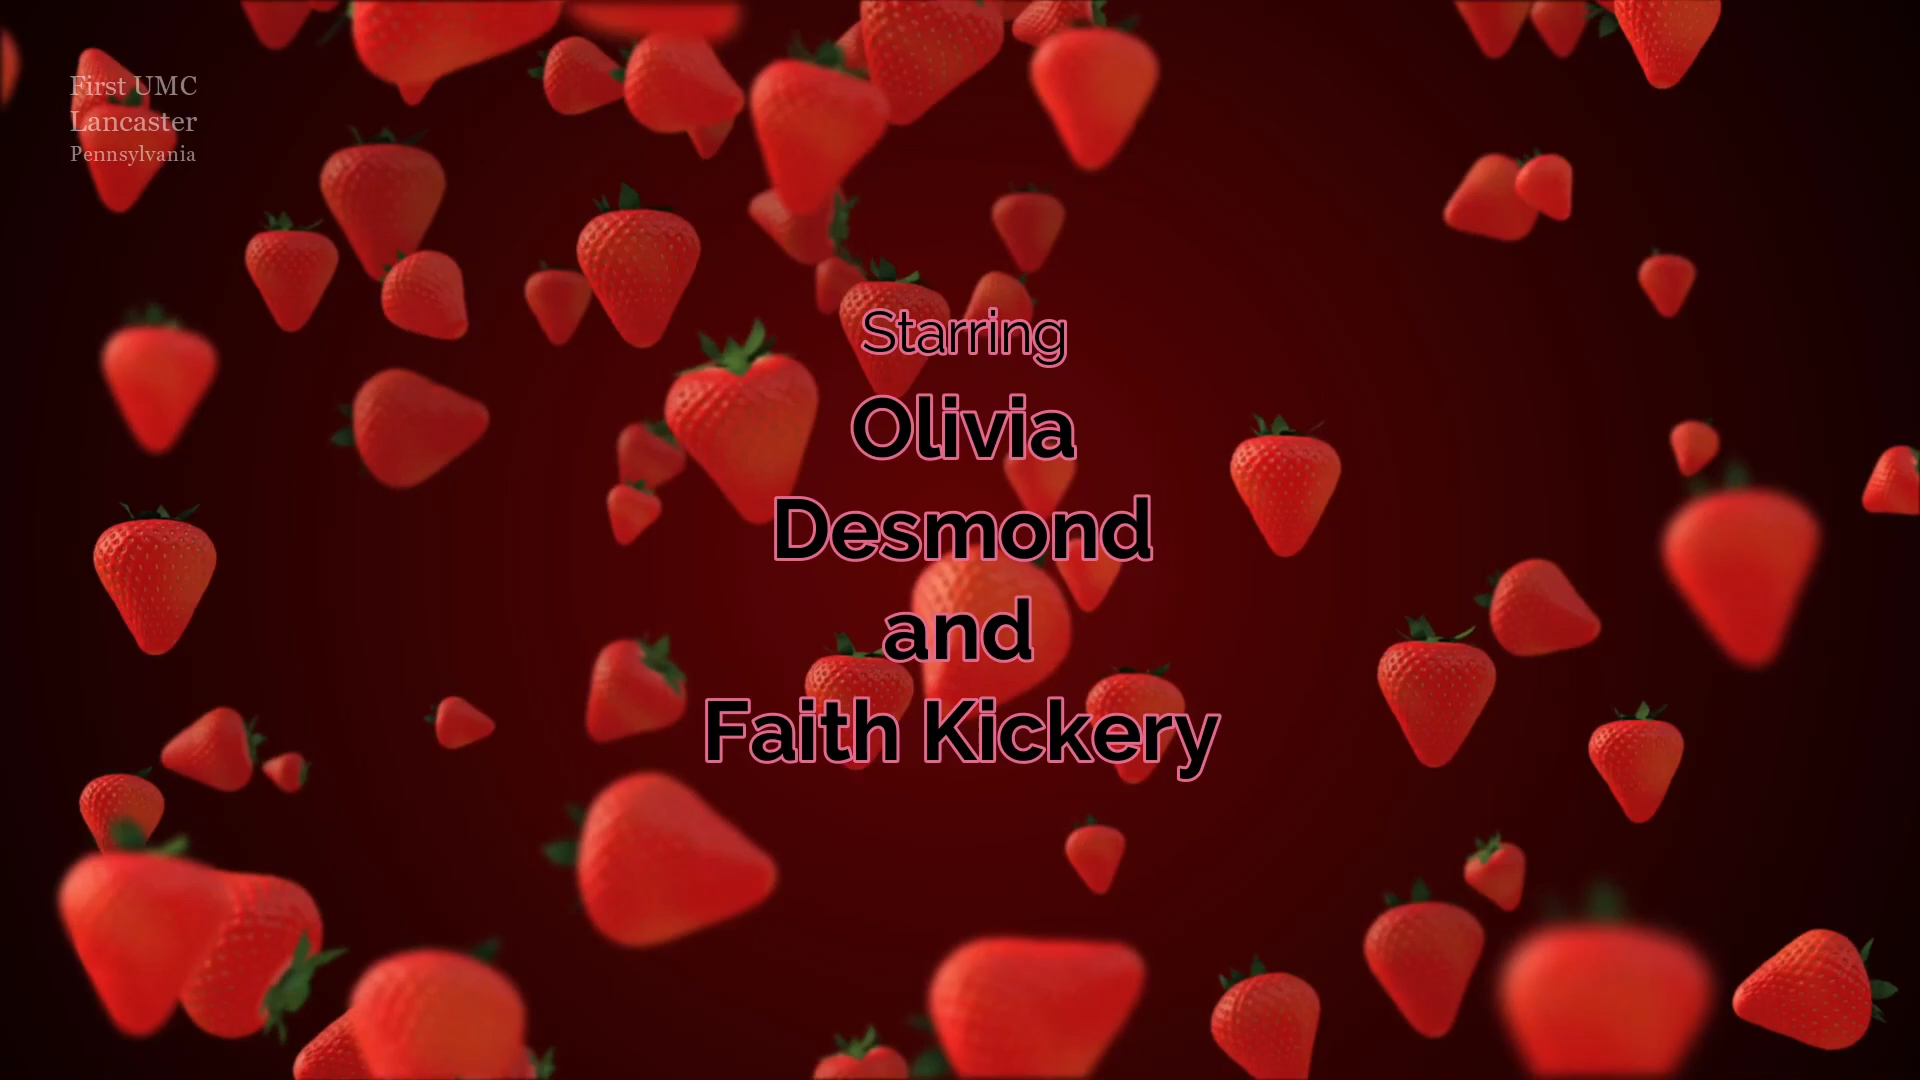 First UMC
Lancaster
Pennsylvania
Starring
Olivia
Desmond
and
Faith Kickery